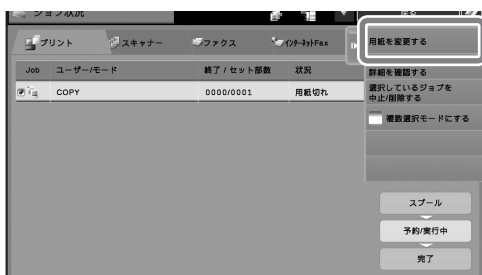 ジョブ状況
戻る
プリント
スキャナー
ファクス
インターネットFax
用紙を変更する
Job ユーザー/モード 終了 / セット部数 状況
詳細を確認する
COPY 0000/0001 用紙切れ
選択しているジョブを
中止/削除する
複数選択モードにする
スプール
予約/実行中
完了